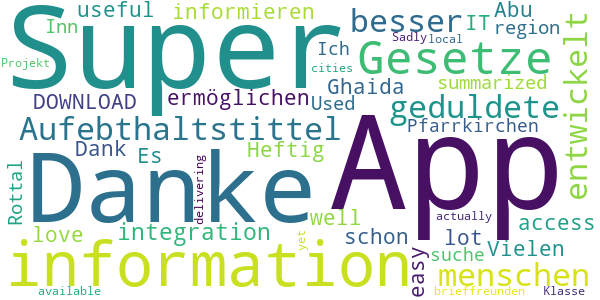 useful
informieren
Abu
Super
besser
IT
region
Inn
Sadly
local
Ich
Gesetze
Projekt
cities
entwickelt
Ghaida
summarized
DOWNLOAD
ermöglichen
Used
geduldete
Aufebthaltstittel
Pfarrkirchen
Dank
Es
Heftig
Danke
App
Rottal
delivering
love
integration
well
schon
lot
actually
access
Vielen
information
yet
easy
suche
menschen
available
brieffreunden
Klasse